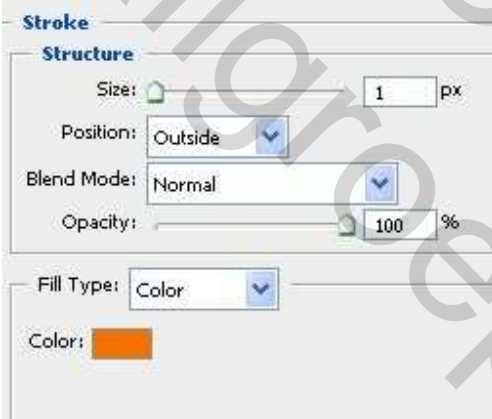 Stroke
Structure
Size: 1 px
Position: Outside
Blend Mode: Normal
Opacity: 100 %
Fill Type: Color
Color: